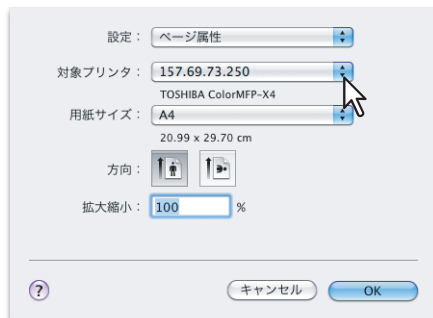 設定： ページ属性
対象プリンタ： 157.69.73.250
TOSHIBA ColorMFP-X4
用紙サイズ： A4
20.99 x 29.70 cm
方向：
拡大縮小： 100 %
? キャンセル OK